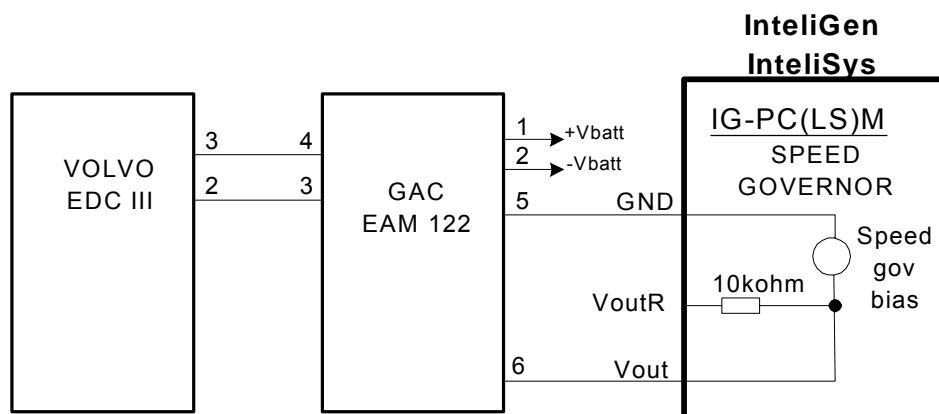 InteliGen
InteliSys
IG-PC(LS)M
SPEED
GOVERNOR
VOLVO
EDC III
3
4
2
3
GAC
EAM 122
1
+Vbatt
2
-Vbatt
5
GND
Speed
gov
bias
10kohm
VoutR
6
Vout